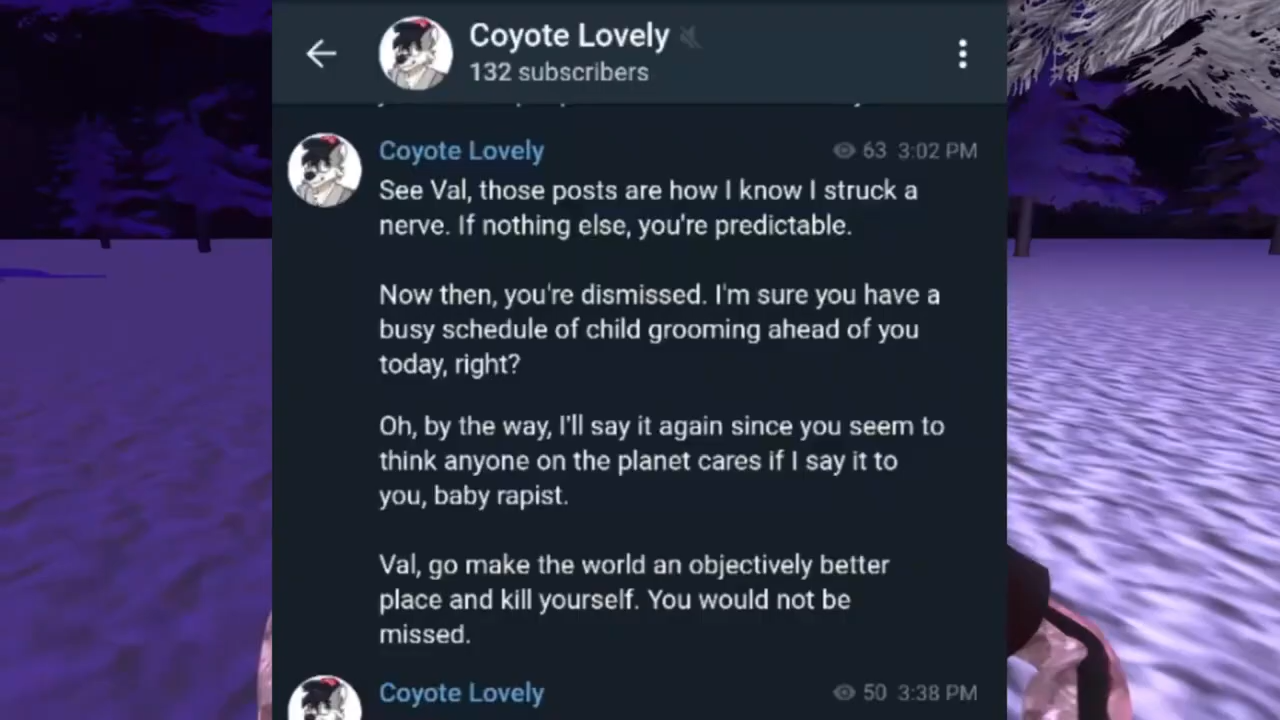 Coyote Lovely
132 subscribers
Coyote Lovely 63 3:02 PM
See Val, those posts are how I know I struck a
nerve. If nothing else, you're predictable.
Now then, you're dismissed. I'm sure you have a
busy schedule of child grooming ahead of you
today, right?
Oh, by the way, I'll say it again since you seem to
think anyone on the planet cares if I say it to
you, baby rapist.
Val, go make the world an objectively better
place and kill yourself. You would not be
missed.
Coyote Lovely 50 3:38 PM